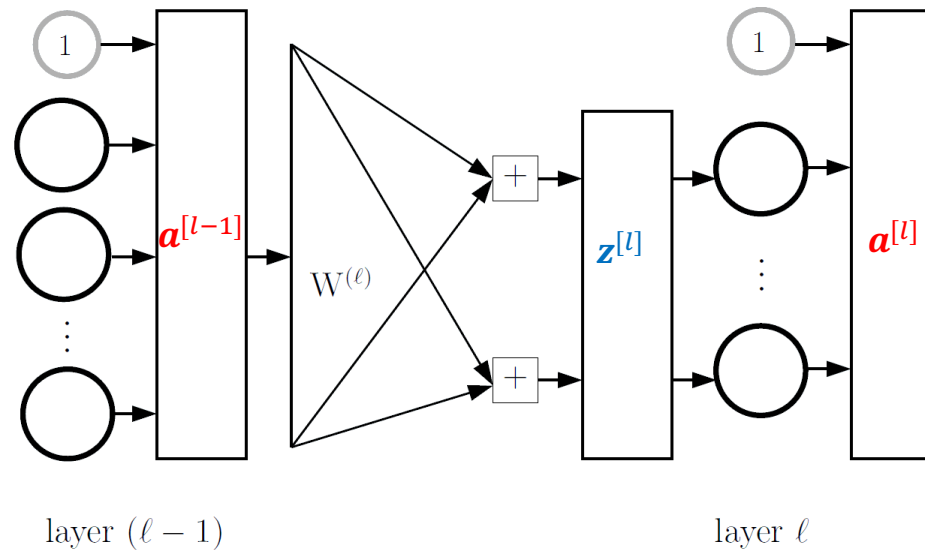 1
1
+
a^{[l-1]}
W^{(ℓ)}
z^{[l]}
a^{[l]}
⋮
⋮
⋮
+
layer (ℓ − 1)
layer ℓ